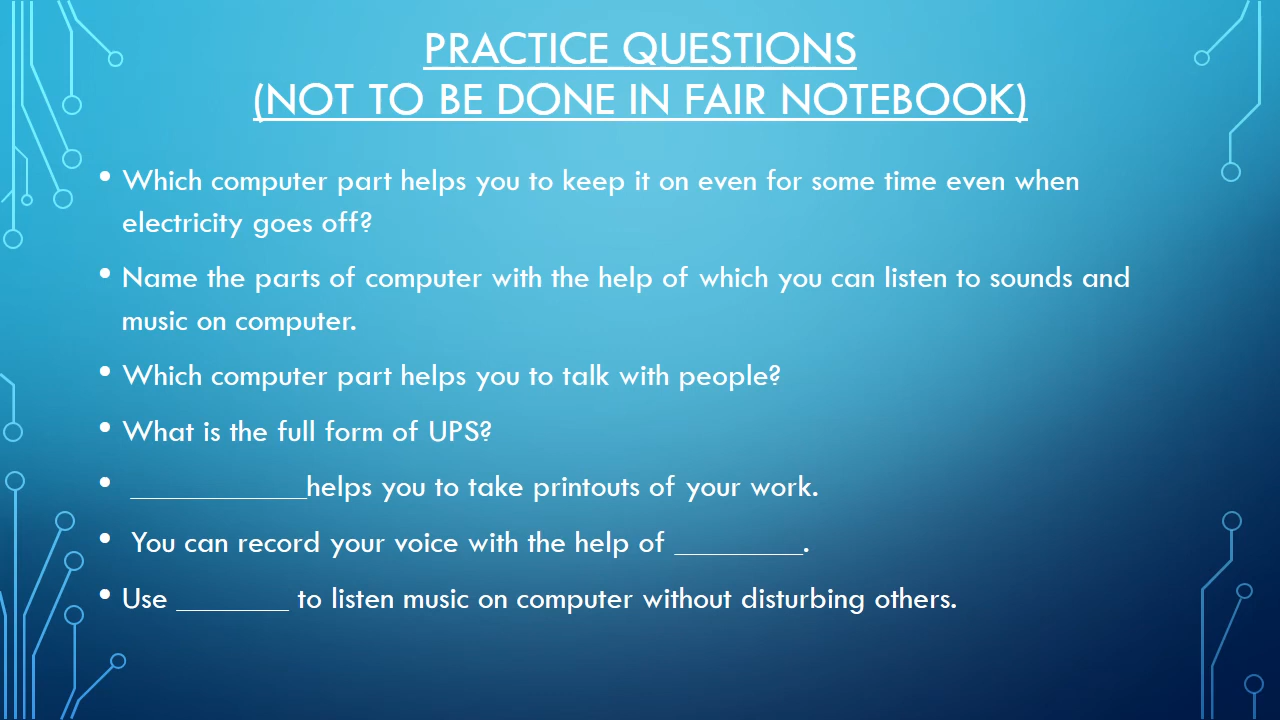 PRACTICE QUESTIONS
(NOT TO BE DONE IN FAIR NOTEBOOK)
• Which computer part helps you to keep it on even for some time even when
electricity goes off?
• Name the parts of computer with the help of which you can listen to sounds and
music on computer.
• Which computer part helps you to talk with people?
• What is the full form of UPS?
• ___________helps you to take printouts of your work.
• You can record your voice with the help of ________.
• Use _______ to listen music on computer without disturbing others.